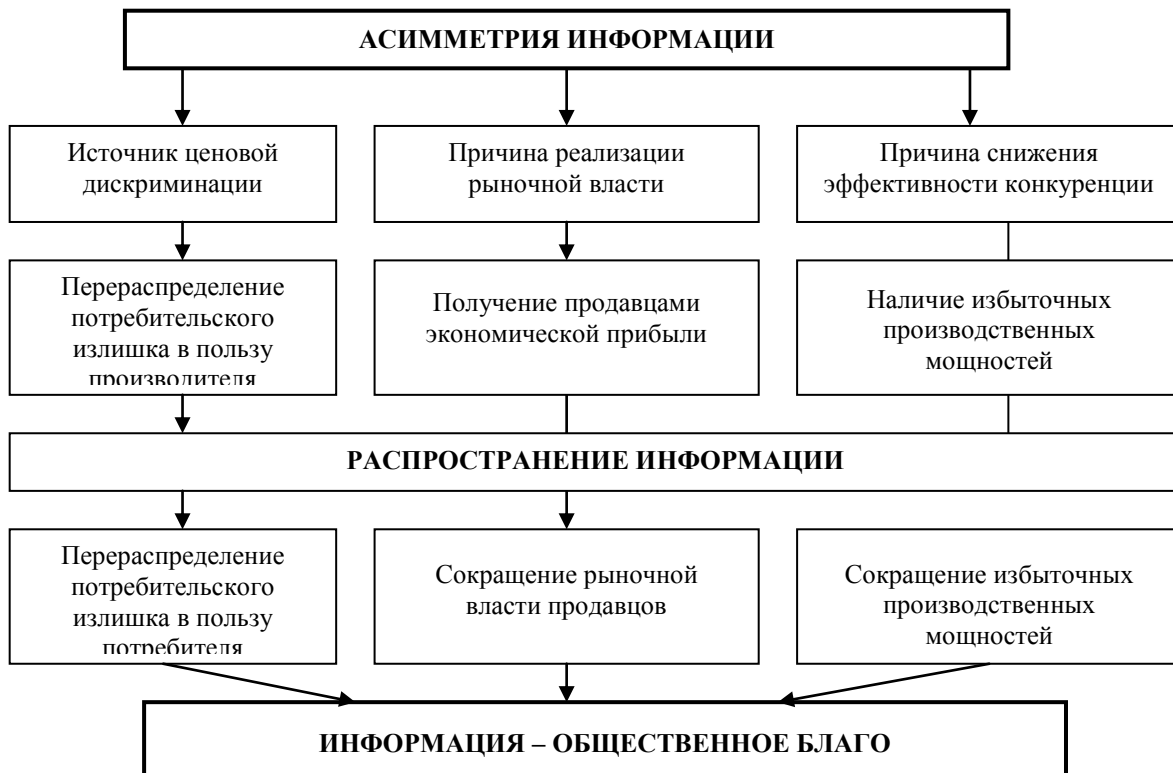 АСИММЕТРИЯ ИНФОРМАЦИИ
Источник ценовой
дискриминации
Причина реализации
рыночной власти
Причина снижения
эффективности конкуренции
Перераспределение
потребительского
излишка в пользу
производителя
Получение продавцами
экономической прибыли
Наличие избыточных
производственных
мощностей
РАСПРОСТРАНЕНИЕ ИНФОРМАЦИИ
Перераспределение
потребительского
излишка в пользу
потребителя
Сокращение рыночной
власти продавцов
Сокращение избыточных
производственных
мощностей
ИНФОРМАЦИЯ – ОБЩЕСТВЕННОЕ БЛАГО